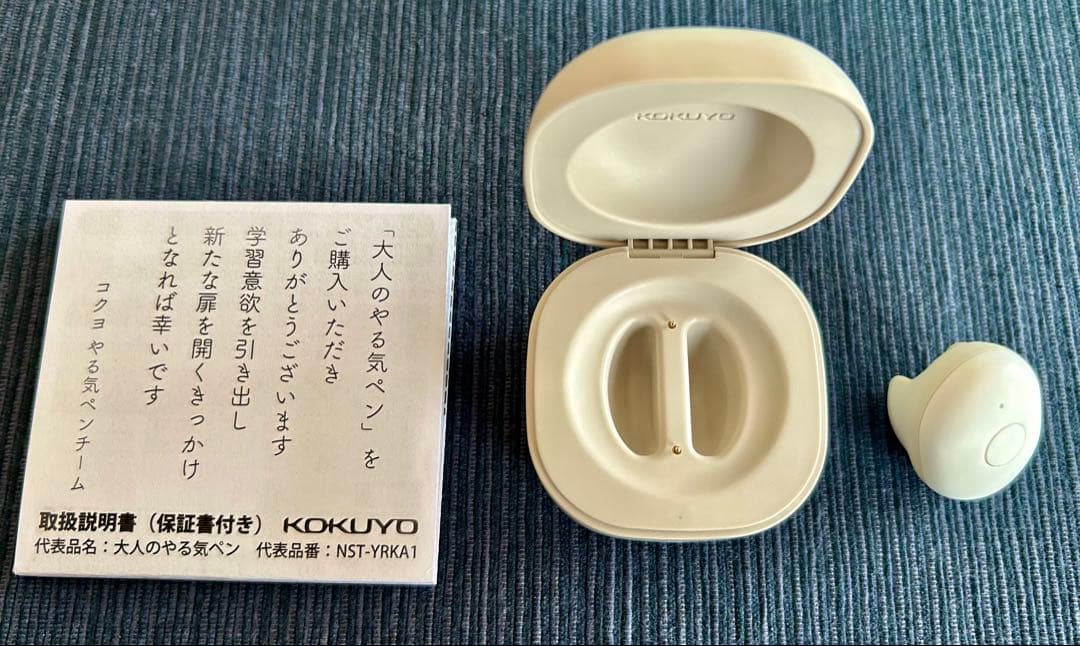 「大人のやる気ペン」を
ご購入いただき
ありがとうございます
学習意欲を引き出し
新たな扉を開くきっかけ
となれば幸いです
コクヨ やる気ペンチーム
取扱説明書（保証書付き） KOKUYO
代表品名：大人のやる気ペン 代表品番：NST-YRKA1
KOKUYO